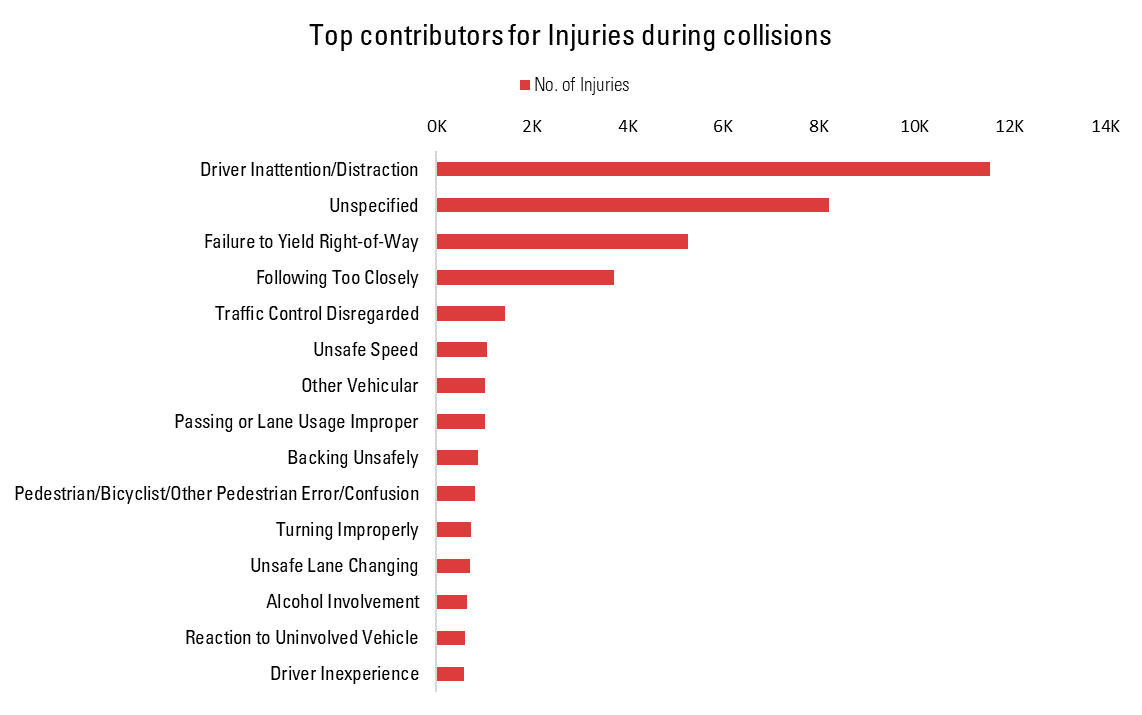 Top contributors for Injuries during collisions
No. of Injuries
0K 2K 4K 6K 8K 10K 12K 14K
Driver Inattention/Distraction
Unspecified
Failure to Yield Right-of-Way
Following Too Closely
Traffic Control Disregarded
Unsafe Speed
Other Vehicular
Passing or Lane Usage Improper
Backing Unsafely
Pedestrian/Bicyclist/Other Pedestrian Error/Confusion
Turning Improperly
Unsafe Lane Changing
Alcohol Involvement
Reaction to Uninvolved Vehicle
Driver Inexperience